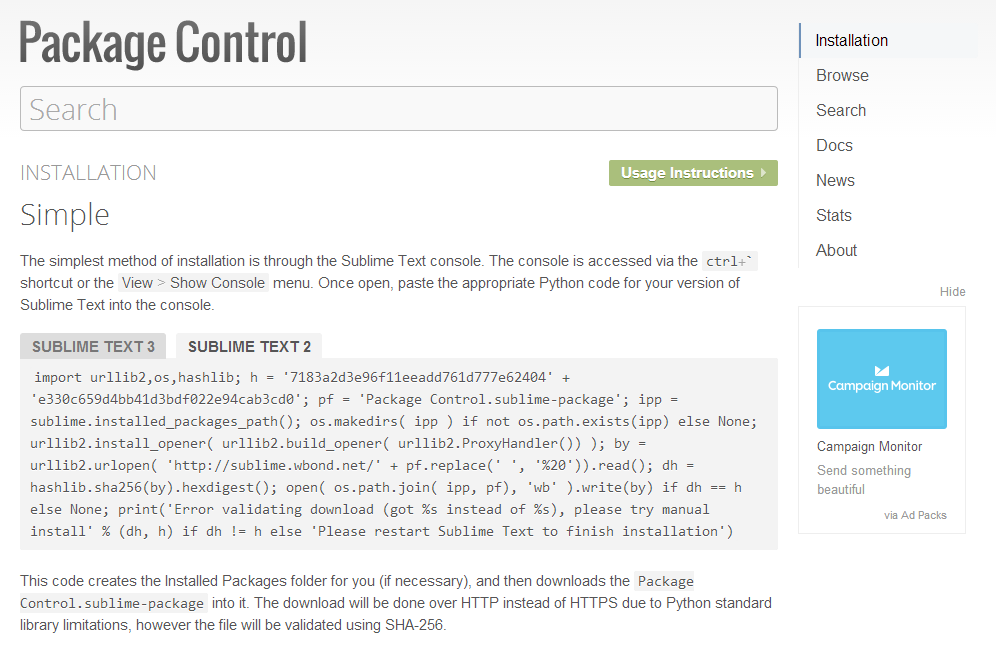 Package Control
Search
INSTALLATION
Usage Instructions
Simple
The simplest method of installation is through the Sublime Text console. The console is accessed via the ctrl+`
shortcut or the View > Show Console menu. Once open, paste the appropriate Python code for your version of
Sublime Text into the console.
SUBLIME TEXT 3
SUBLIME TEXT 2
import urllib2,os,hashlib; h = '7183a2d3e96f11eeadd761d777e62404' +
'e330c659d4bb41d3bdf022e94cab3cd0'; pf = 'Package Control.sublime-package'; ipp =
sublime.installed_packages_path(); os.makedirs( ipp ) if not os.path.exists(ipp) else None;
urllib2.install_opener( urllib2.build_opener( urllib2.ProxyHandler()) ); by =
urllib2.urlopen( 'http://sublime.wbond.net/' + pf.replace(' ', '%20')).read(); dh =
hashlib.sha256(by).hexdigest(); open( os.path.join( ipp, pf), 'wb' ).write(by) if dh == h
else None; print('Error validating download (got %s instead of %s), please try manual
install' % (dh, h) if dh != h else 'Please restart Sublime Text to finish installation')
This code creates the Installed Packages folder for you (if necessary), and then downloads the Package
Control.sublime-package into it. The download will be done over HTTP instead of HTTPS due to Python standard
library limitations, however the file will be validated using SHA-256.
Installation
Browse
Search
Docs
News
Stats
About
Hide
Campaign Monitor
Campaign Monitor
Send something
beautiful
via Ad Packs